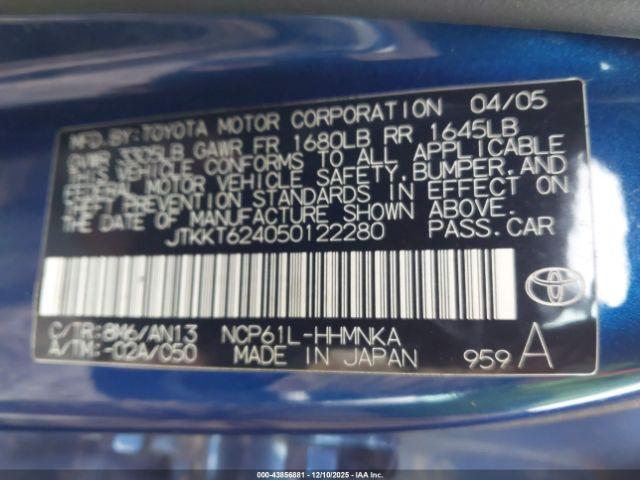 MFD.BY:TOYOTA MOTOR CORPORATION 04/05
GVWR 3305LB GAWR FR 1680LB RR 1645LB
THIS VEHICLE CONFORMS TO ALL APPLICABLE
FEDERAL MOTOR VEHICLE SAFETY,BUMPER,AND
THEFT PREVENTION STANDARDS IN EFFECT ON
THE DATE OF MANUFACTURE SHOWN ABOVE.
JTKKT624050122280 PASS.CAR
C/TR:8M6/AN13 NCP61L-HHMNKA
A/TM:-02A/C50 MADE IN JAPAN 959 A
000-43856881 - 12/10/2025 - IAA Inc.